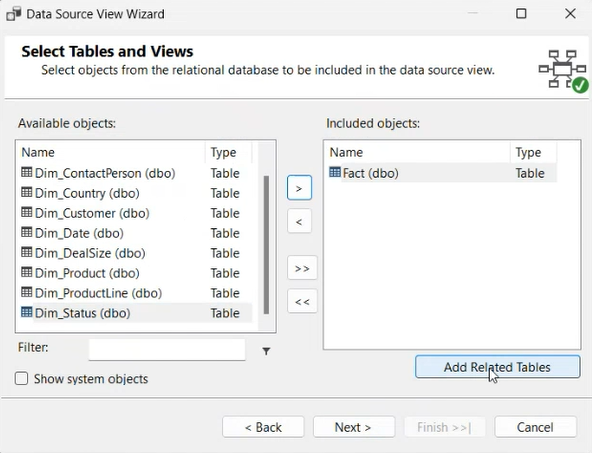 Data Source View Wizard
Select Tables and Views
Select objects from the relational database to be included in the data source view.
Available objects:
Name Type
Dim_ContactPerson (dbo) Table
Dim_Country (dbo) Table
Dim_Customer (dbo) Table
Dim_Date (dbo) Table
Dim_DealSize (dbo) Table
Dim_Product (dbo) Table
Dim_ProductLine (dbo) Table
Dim_Status (dbo) Table
>
<
>>
<<
Included objects:
Name Type
Fact (dbo) Table
Filter:
Add Related Tables
Show system objects
< Back
Next >
Finish >>|
Cancel